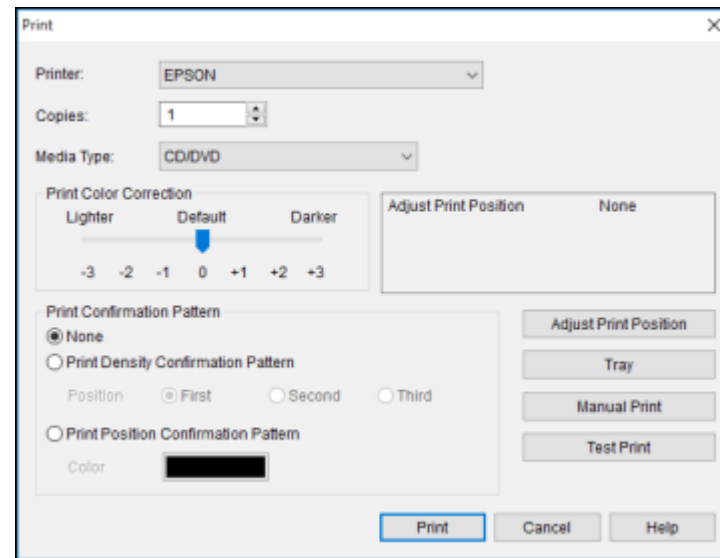 Print
Printer: EPSON
Copies: 1
Media Type: CD/DVD
Print Color Correction
Lighter Default Darker
-3 -2 -1 0 +1 +2 +3
Adjust Print Position None
Print Confirmation Pattern
None
Print Density Confirmation Pattern
Position First Second Third
Print Position Confirmation Pattern
Color
Adjust Print Position
Tray
Manual Print
Test Print
Print Cancel Help